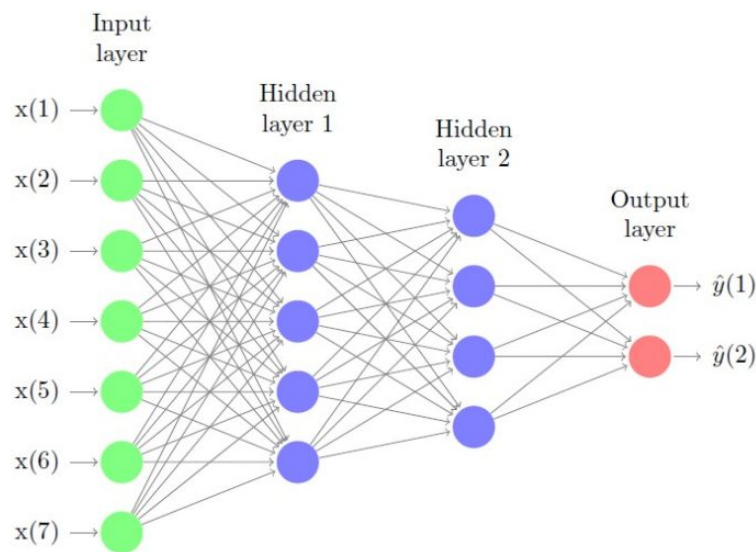 Input
layer
Hidden
layer 1
Hidden
layer 2
Output
layer
x(1)
x(2)
x(3)
x(4)
x(5)
x(6)
x(7)
ŷ(1)
ŷ(2)